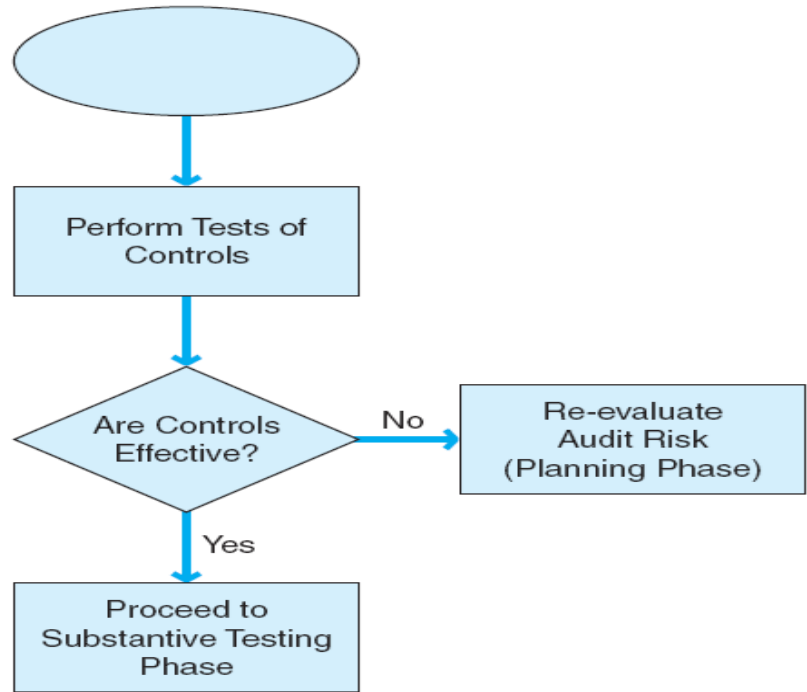 Perform Tests of
Controls
Are Controls
Effective?
No
Re-evaluate
Audit Risk
(Planning Phase)
Yes
Proceed to
Substantive Testing
Phase